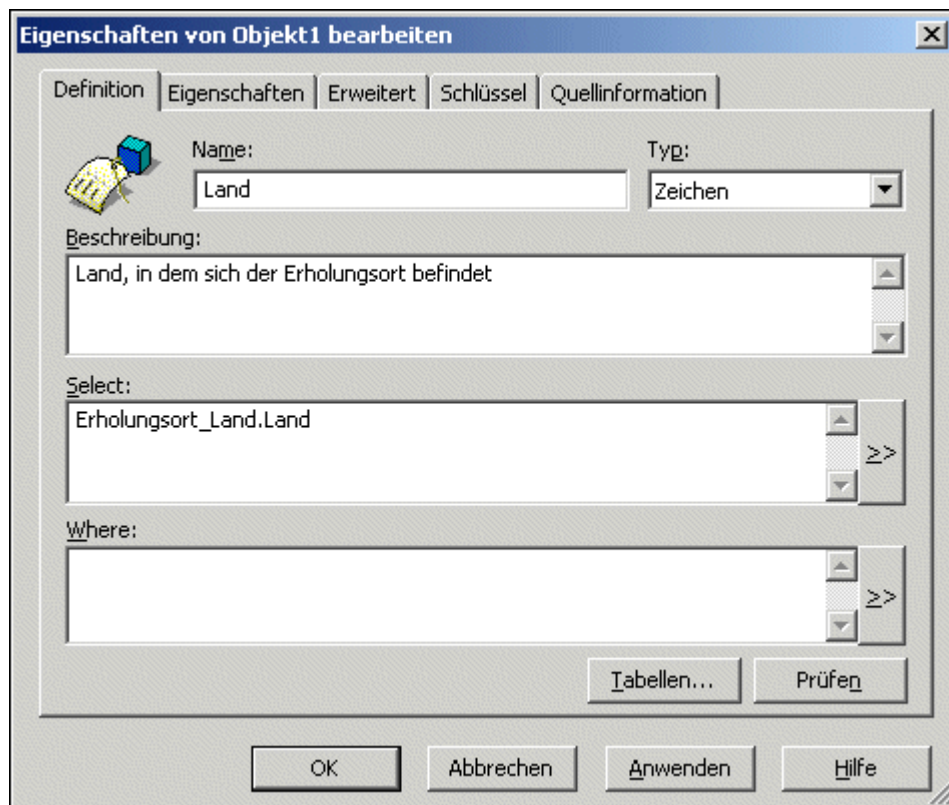 Eigenschaften von Objekt1 bearbeiten
Definition Eigenschaften Erweitert Schlüssel Quellinformation
Name: Typ:
Land Zeichen
Beschreibung:
Land, in dem sich der Erholungsort befindet
Select:
Erholungsort_Land.Land
>>
Where:
>>
Tabellen... Prüfen
OK Abbrechen Anwenden Hilfe